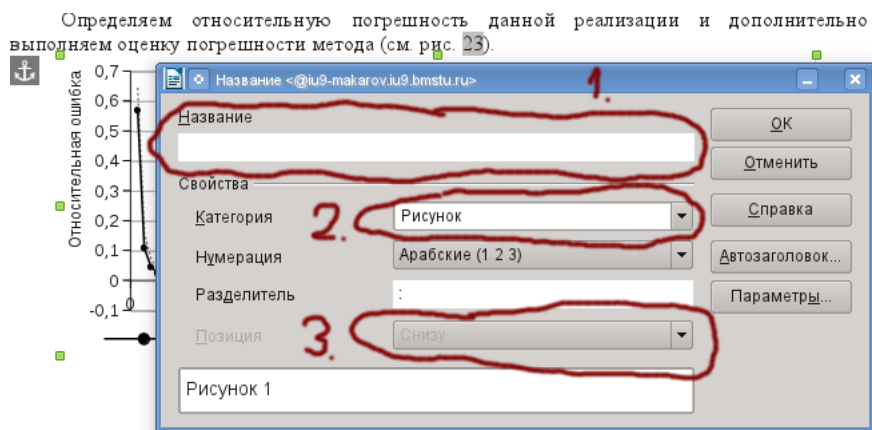 Определяем относительную погрешность данной реализации и дополнительно
выполняем оценку погрешности метода (см. рис. 23).
Относительная ошибка
0,7
0,6
0,5
0,4
0,3
0,2
0,1
0
-0,1
0
Название <@iu9-makarov.iu9.bmstu.ru>
1.
Название
ОК
Отменить
Свойства
Категория
2.
Рисунок
Справка
Нумерация
Арабские (1 2 3)
Автозаголовок...
Разделитель
:
Параметры...
Позиция
3.
Снизу
Рисунок 1